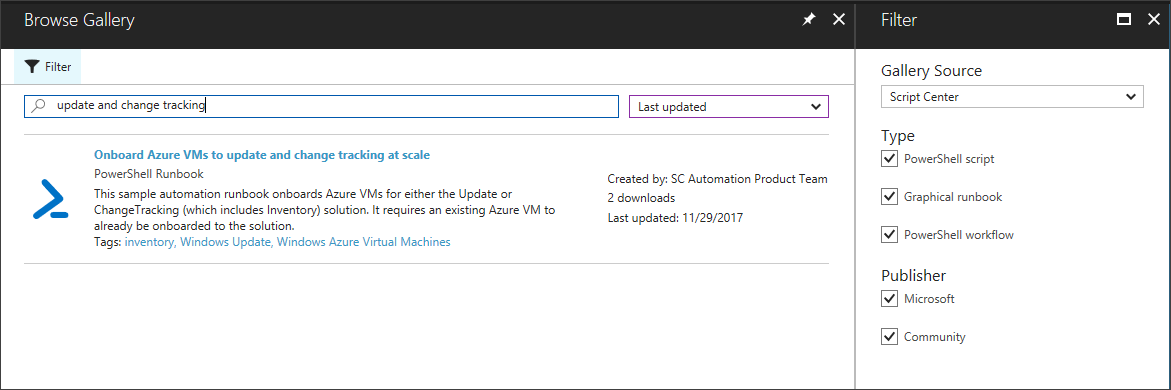 Browse Gallery
Filter
update and change tracking
Last updated
Onboard Azure VMs to update and change tracking at scale
PowerShell Runbook
This sample automation runbook onboards Azure VMs for either the Update or
ChangeTracking (which includes Inventory) solution. It requires an existing Azure VM to
already be onboarded to the solution.
Tags: inventory, Windows Update, Windows Azure Virtual Machines
Created by: SC Automation Product Team
2 downloads
Last updated: 11/29/2017
Filter
Gallery Source
Script Center
Type
PowerShell script
Graphical runbook
PowerShell workflow
Publisher
Microsoft
Community